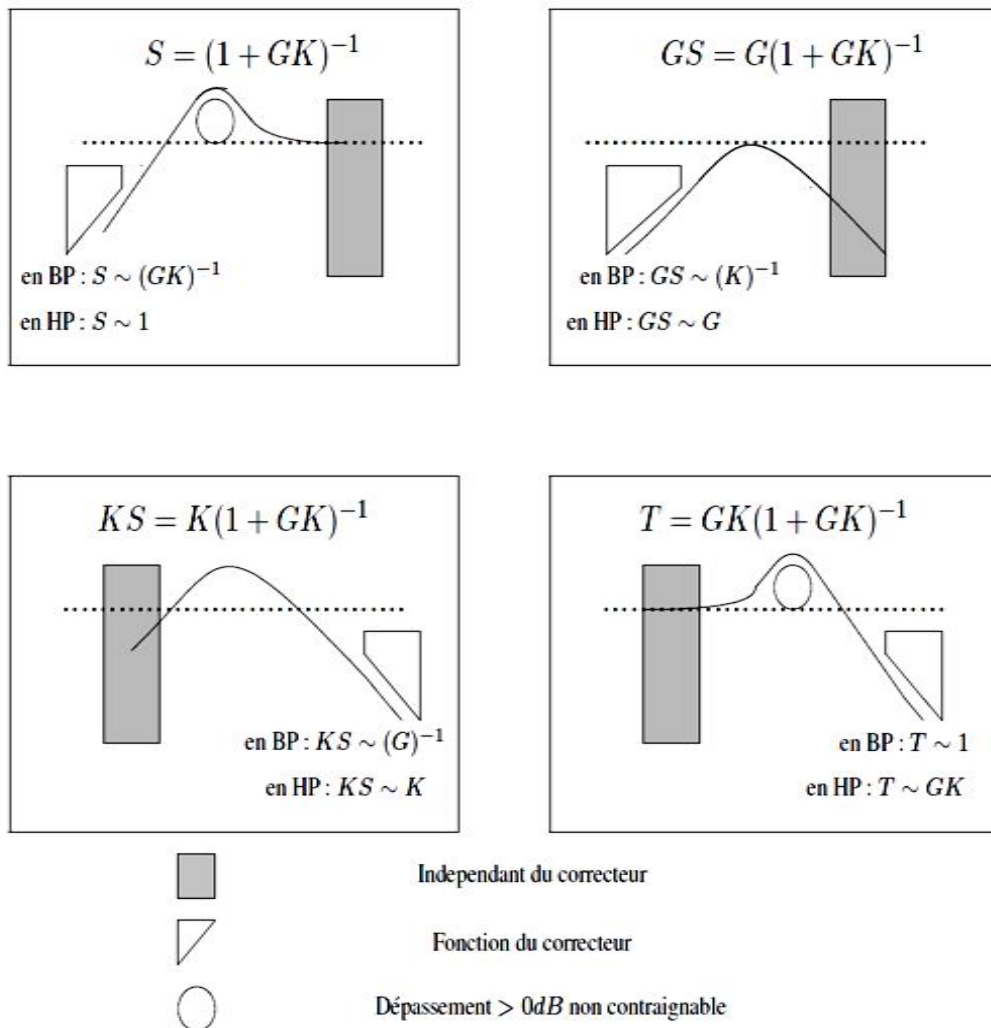 S = (1 + GK)⁻¹
en BP : S ∼ (GK)⁻¹
en HP : S ∼ 1
GS = G(1 + GK)⁻¹
en BP : GS ∼ (K)⁻¹
en HP : GS ∼ G
KS = K(1 + GK)⁻¹
en BP : KS ∼ (G)⁻¹
en HP : KS ∼ K
T = GK(1 + GK)⁻¹
en BP : T ∼ 1
en HP : T ∼ GK
Independant du correcteur
Fonction du correcteur
Dépassement > 0dB non contraignable